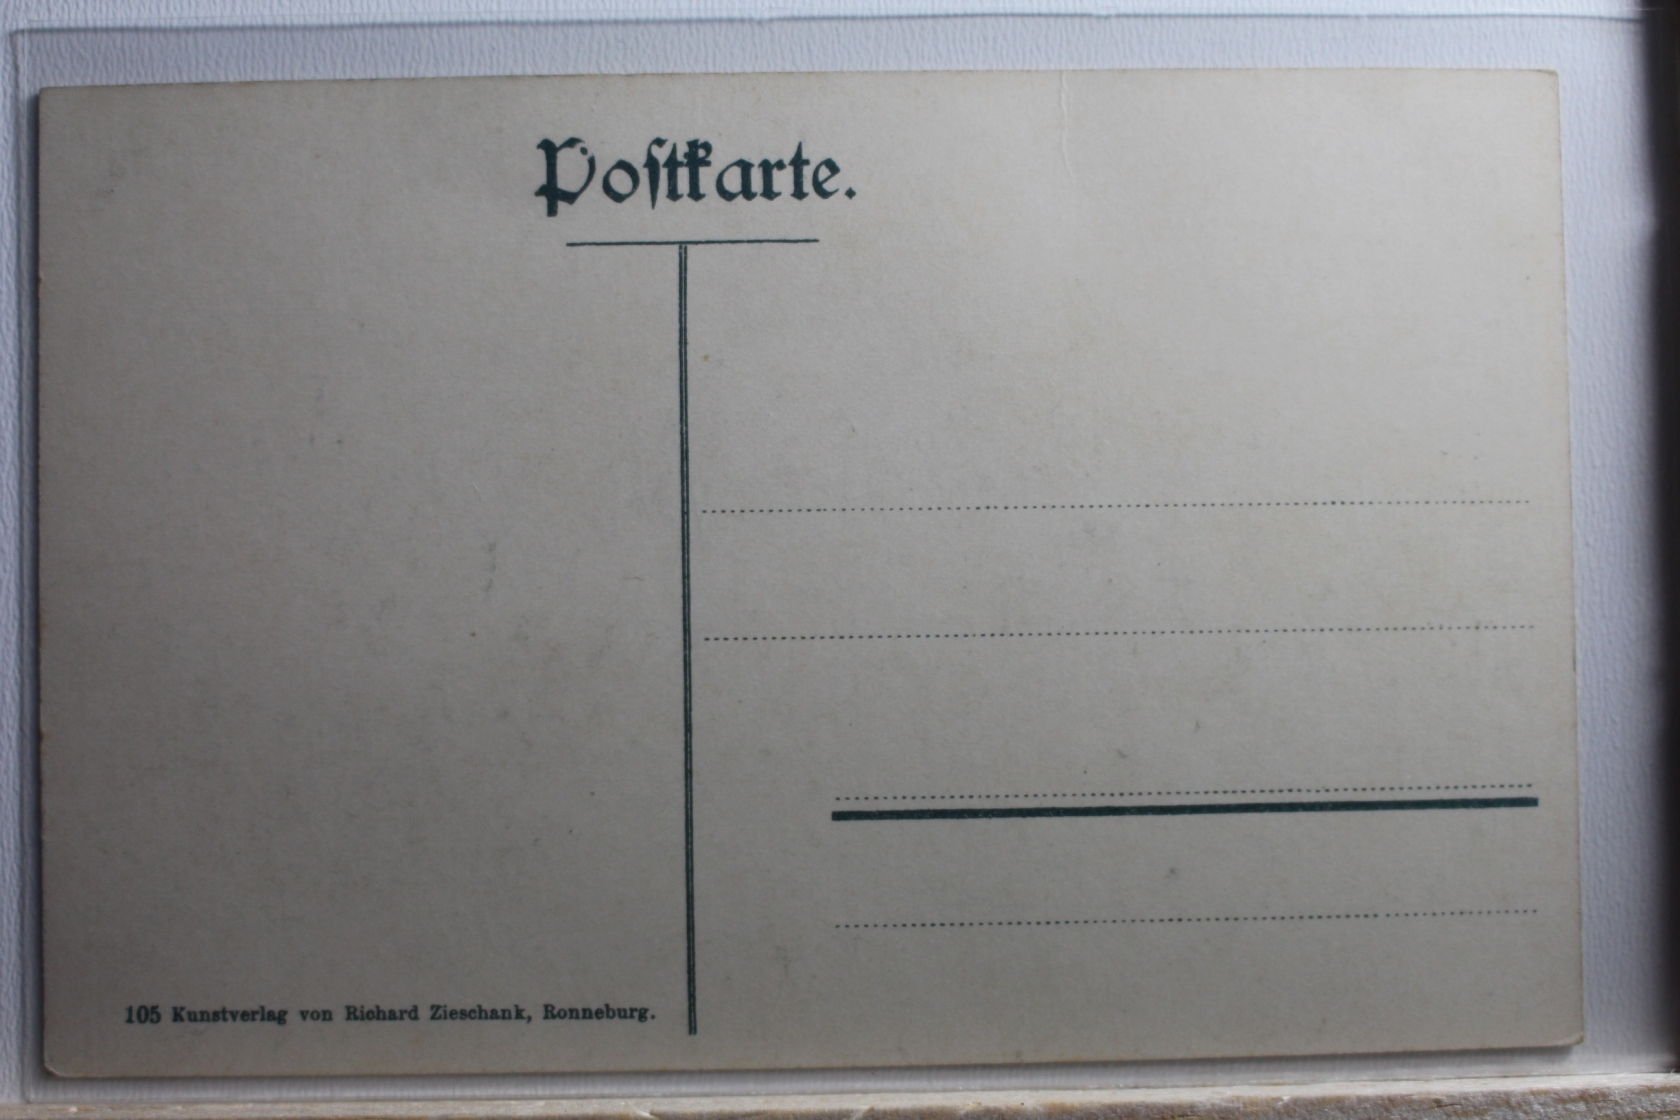 Poſtkarte.
105 Kunstverlag von Richard Zieschank, Ronneburg.